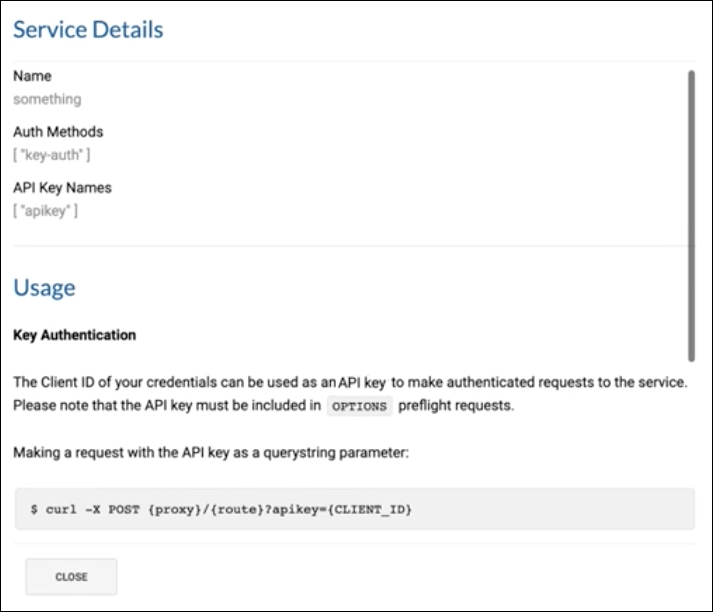 Service Details
Name
something
Auth Methods
[ "key-auth" ]
API Key Names
[ "apikey" ]
Usage
Key Authentication
The Client ID of your credentials can be used as an API key to make authenticated requests to the service.
Please note that the API key must be included in OPTIONS preflight requests.
Making a request with the API key as a querystring parameter:
$ curl -X POST {proxy}/{route}?apikey={CLIENT_ID}
CLOSE